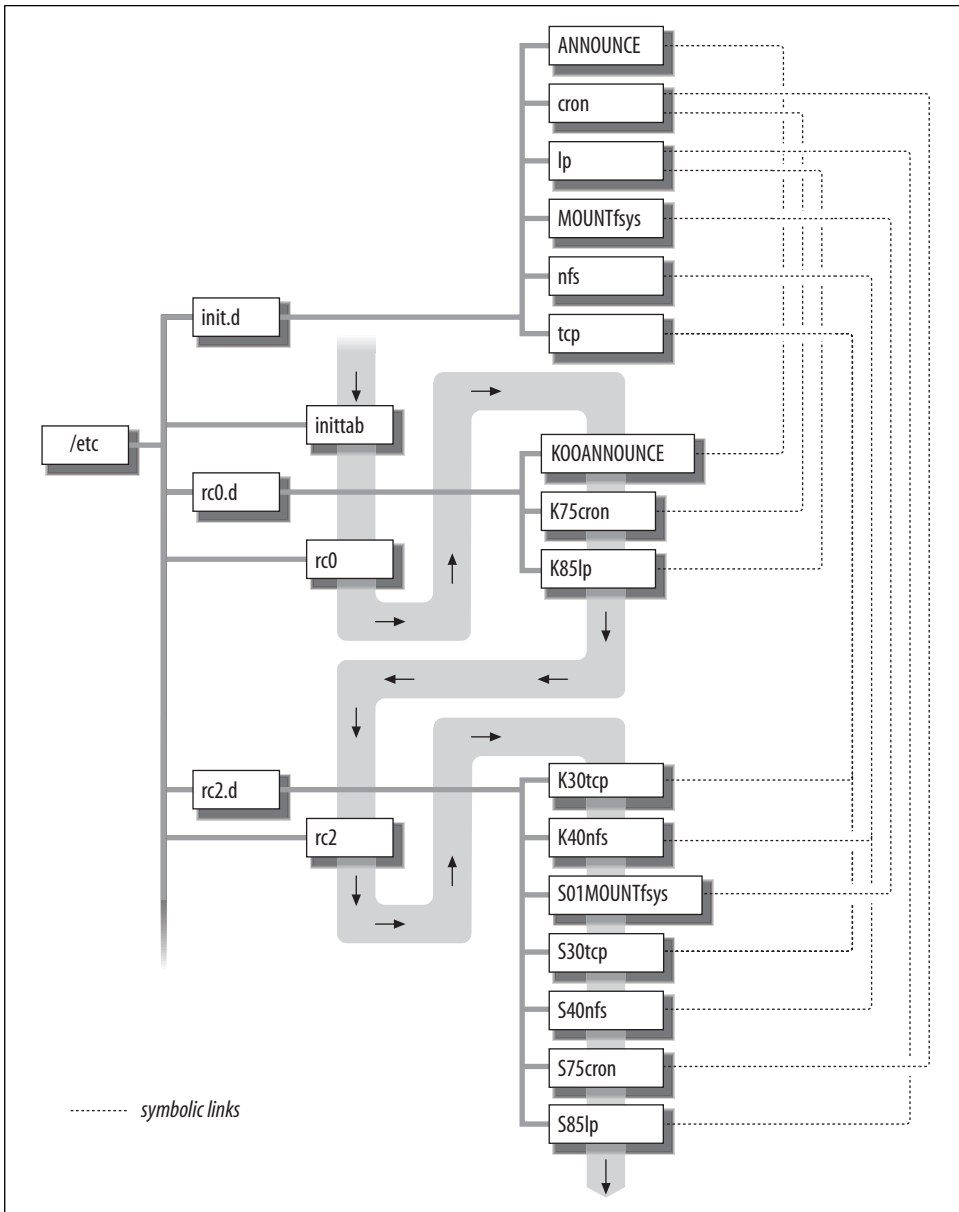 ANNOUNCE
cron
lp
MOUNTfsys
nfs
tcp
init.d
inittab
/etc
rc0.d
rc0
K00ANNOUNCE
K75cron
K85lp
rc2.d
rc2
K30tcp
K40nfs
S01MOUNTfsys
S30tcp
S40nfs
S75cron
S85lp
symbolic links